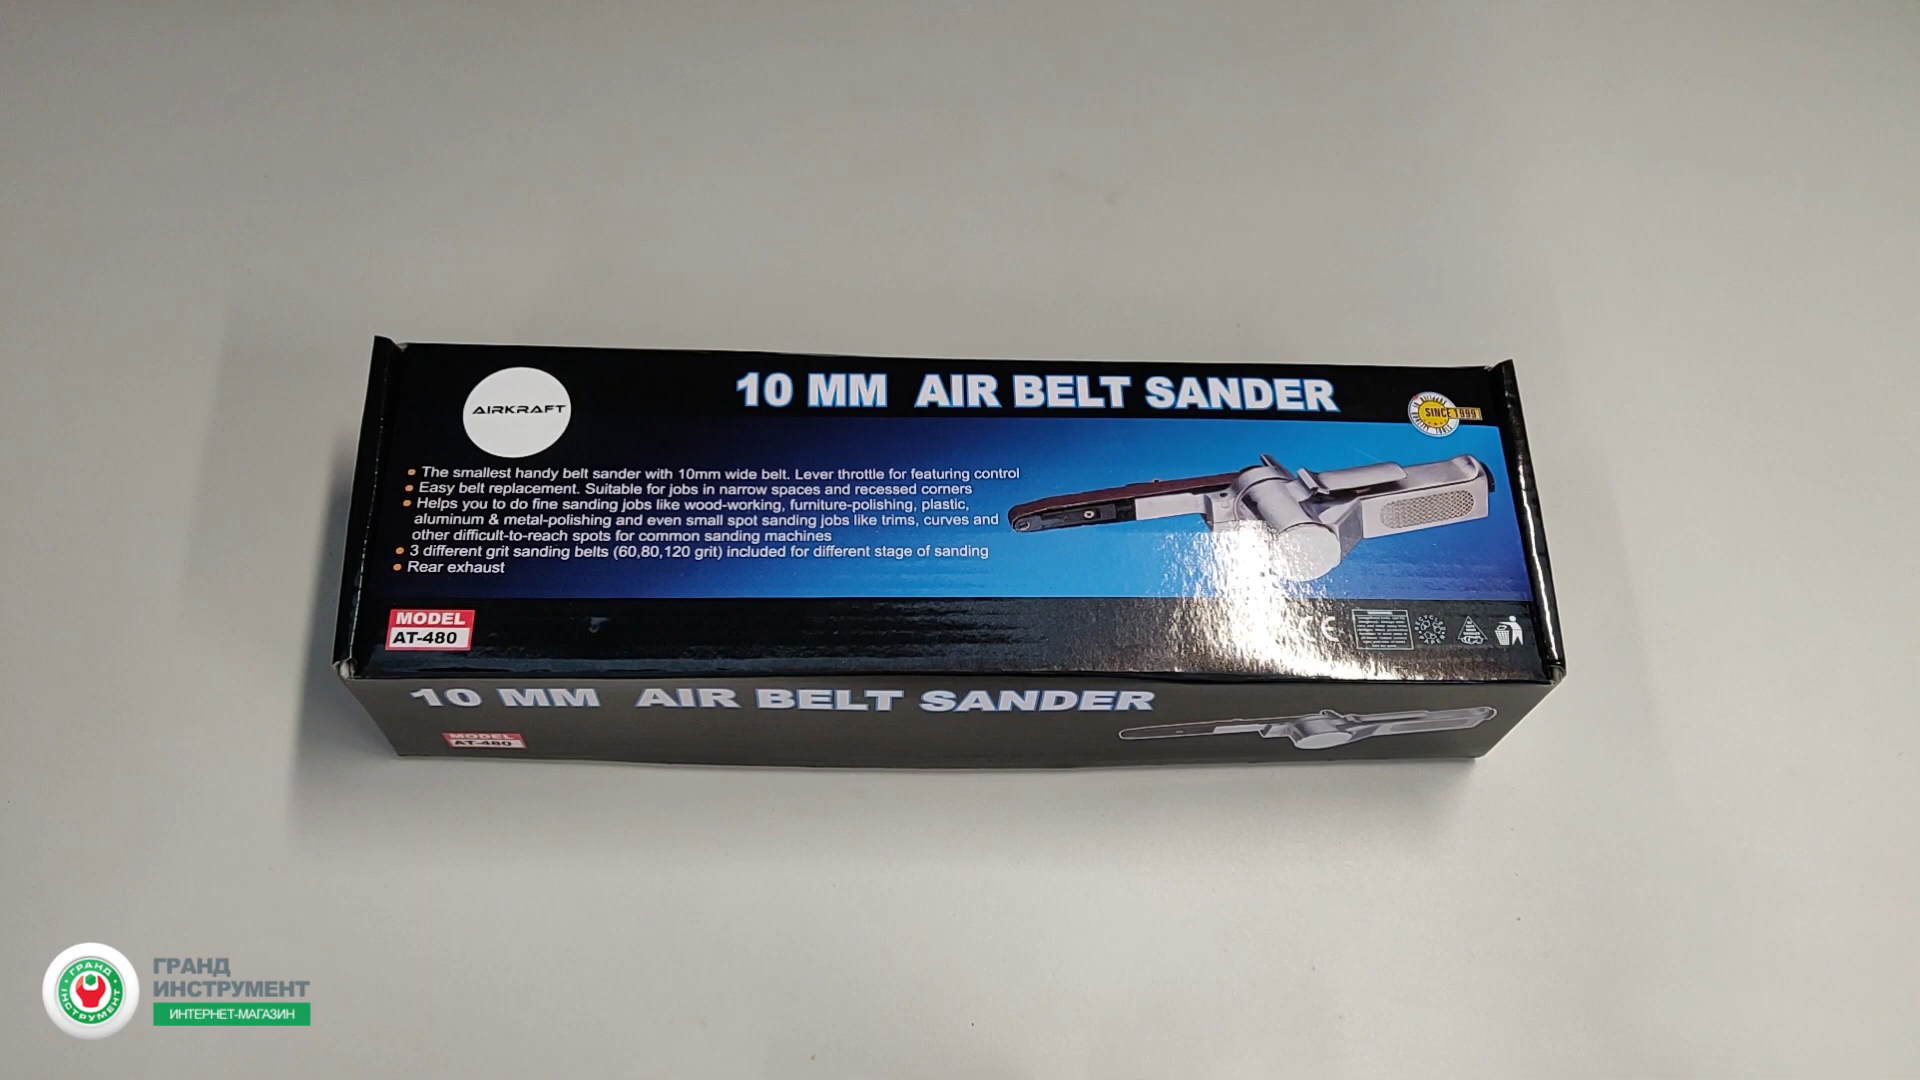 AIRKRAFT
10 MM AIR BELT SANDER
SINCE 1999
The smallest handy belt sander with 10mm wide belt. Lever throttle for featuring control
Easy belt replacement. Suitable for jobs in narrow spaces and recessed corners
Helps you to do fine sanding jobs like wood-working, furniture-polishing, plastic,
aluminum & metal-polishing and even small spot sanding jobs like trims, curves and
other difficult-to-reach spots for common sanding machines
3 different grit sanding belts (60,80,120 grit) included for different stage of sanding
Rear exhaust
MODEL
AT-480
CE
10 MM AIR BELT SANDER
MODEL
AT-480
ГРАНД
ІНСТРУМЕНТ
ГРАНД
ИНСТРУМЕНТ
ИНТЕРНЕТ-МАГАЗИН